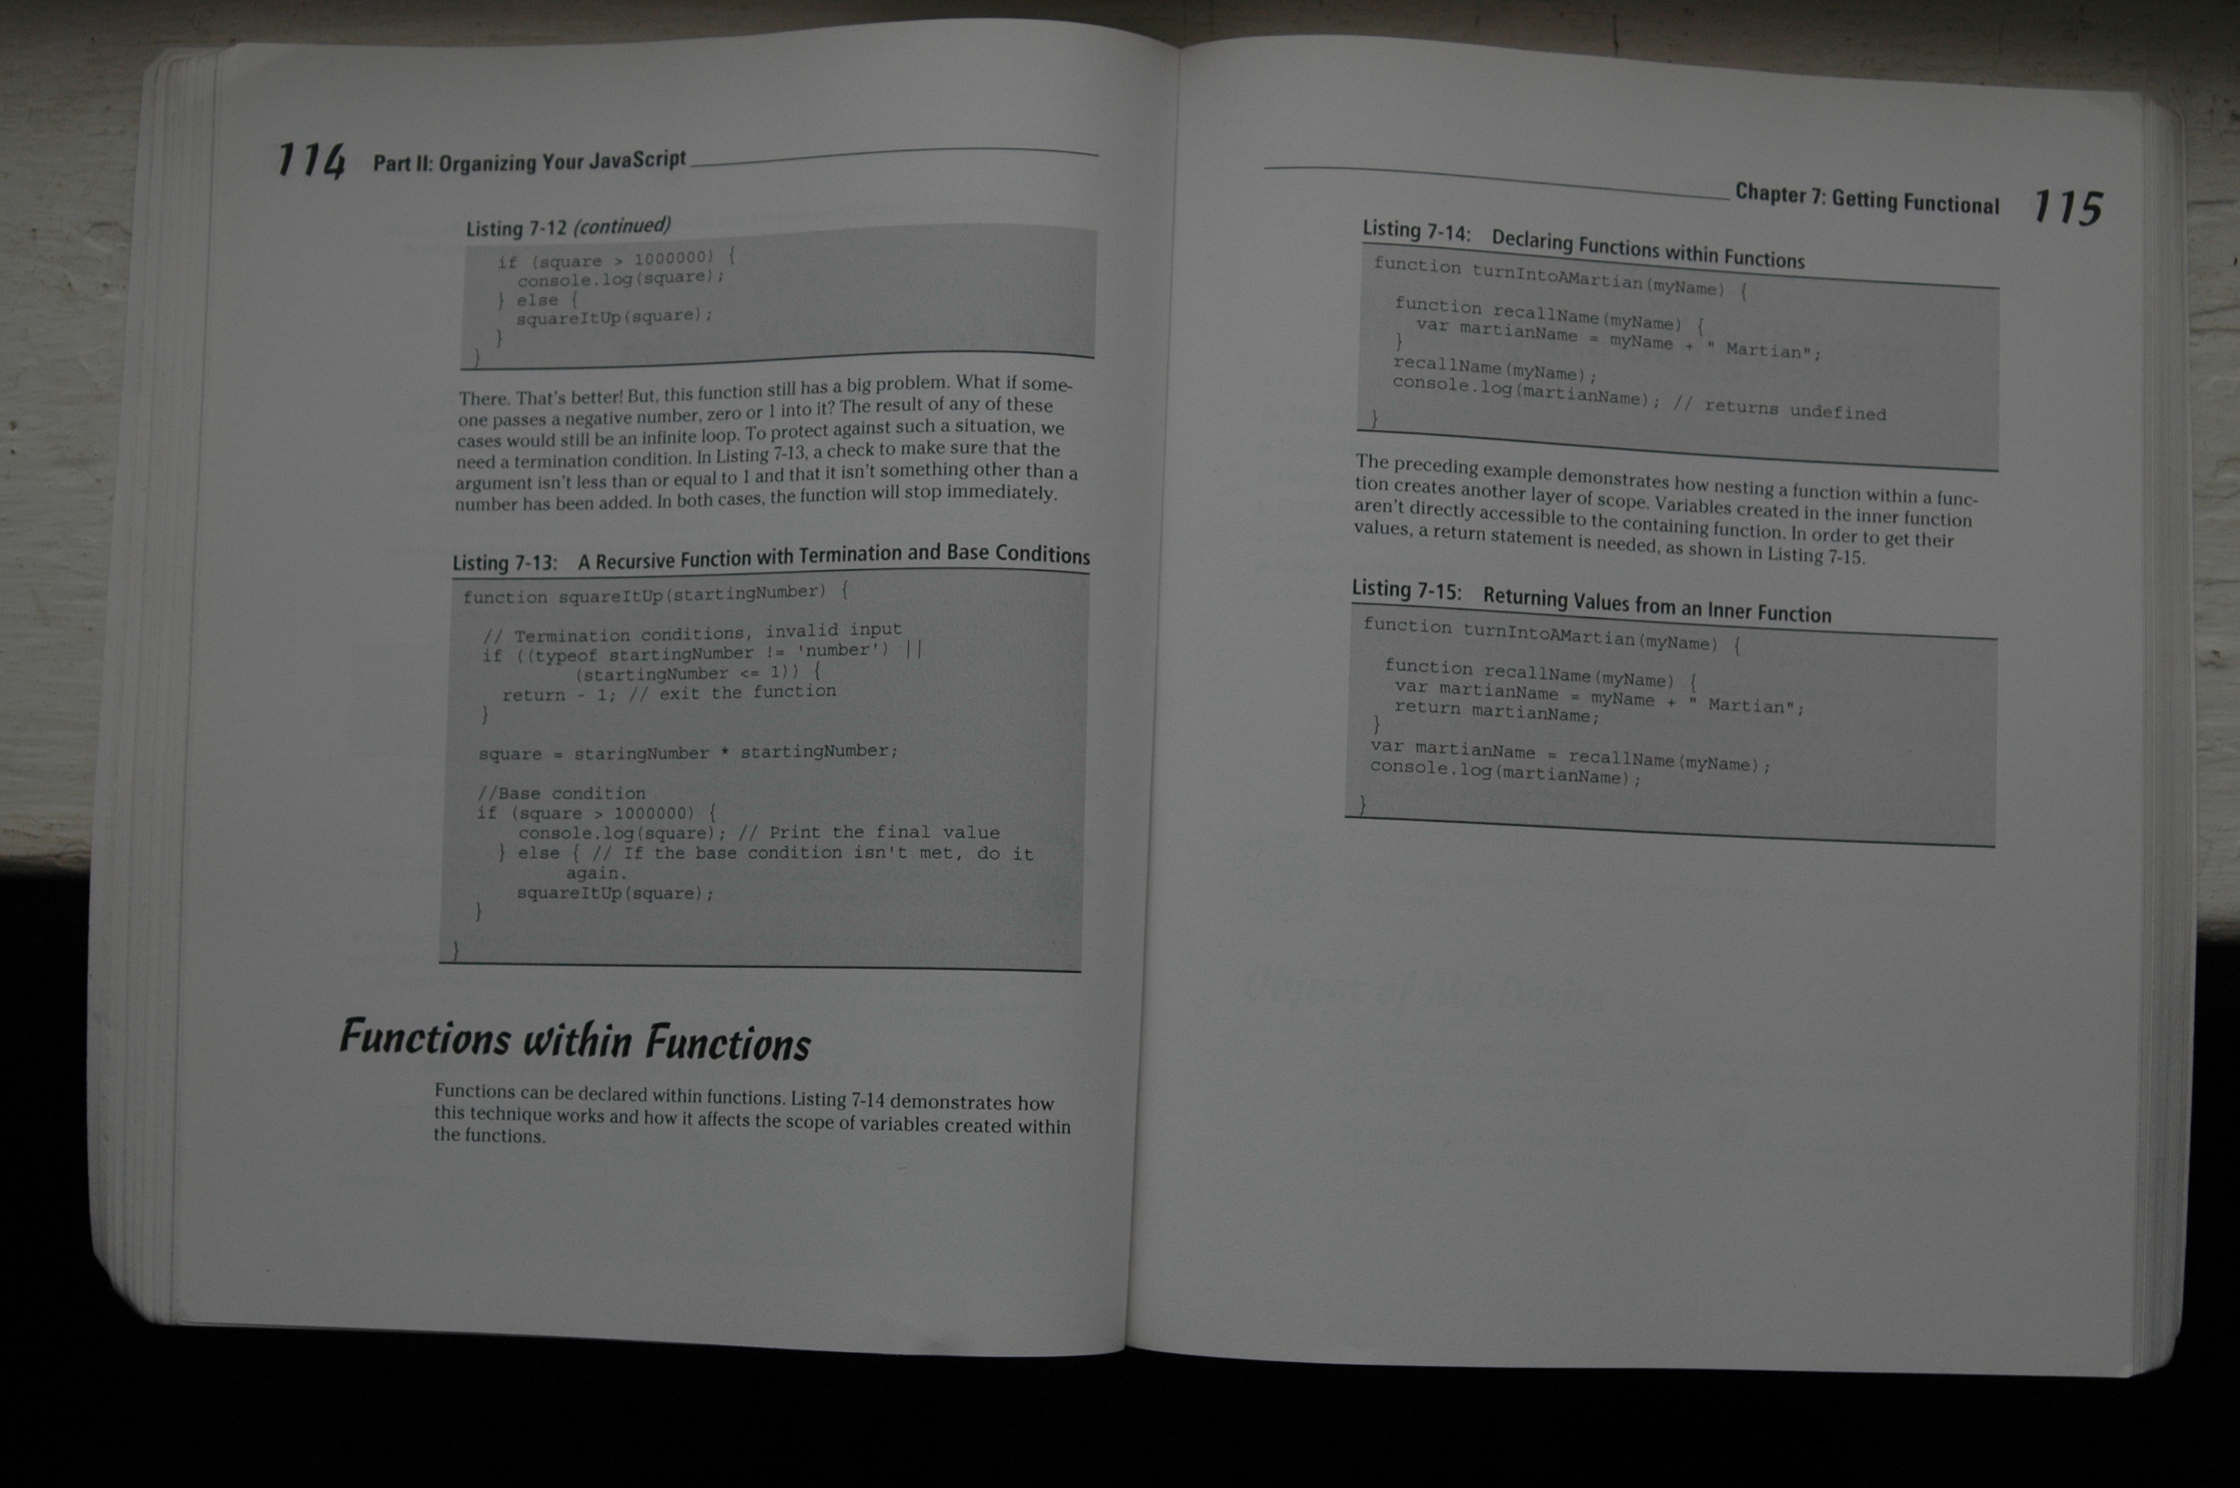 114 Part II: Organizing Your JavaScript
Listing 7-12 (continued)
if (square > 1000000) {
console.log(square);
} else {
squareItUp(square);
}
}
There. That's better! But, this function still has a big problem. What if some-
one passes a negative number, zero or 1 into it? The result of any of these
cases would still be an infinite loop. To protect against such a situation, we
need a termination condition. In Listing 7-13, a check to make sure that the
argument isn't less than or equal to 1 and that it isn't something other than a
number has been added. In both cases, the function will stop immediately.
Listing 7-13: A Recursive Function with Termination and Base Conditions
function squareItUp(startingNumber) {
// Termination conditions, invalid input
if ((typeof startingNumber != 'number') ||
(startingNumber <= 1)) {
return - 1; // exit the function
}
square = staringNumber * startingNumber;
//Base condition
if (square > 1000000) {
console.log(square); // Print the final value
} else { // If the base condition isn't met, do it
again.
squareItUp(square);
}
}
Functions within Functions
Functions can be declared within functions. Listing 7-14 demonstrates how
this technique works and how it affects the scope of variables created within
the functions.
Chapter 7: Getting Functional 115
Listing 7-14: Declaring Functions within Functions
function turnIntoAMartian(myName) {
function recallName(myName) {
var martianName = myName + " Martian";
}
recallName(myName);
console.log(martianName); // returns undefined
}
The preceding example demonstrates how nesting a function within a func-
tion creates another layer of scope. Variables created in the inner function
aren't directly accessible to the containing function. In order to get their
values, a return statement is needed, as shown in Listing 7-15.
Listing 7-15: Returning Values from an Inner Function
function turnIntoAMartian(myName) {
function recallName(myName) {
var martianName = myName + " Martian";
return martianName;
}
var martianName = recallName(myName);
console.log(martianName);
}